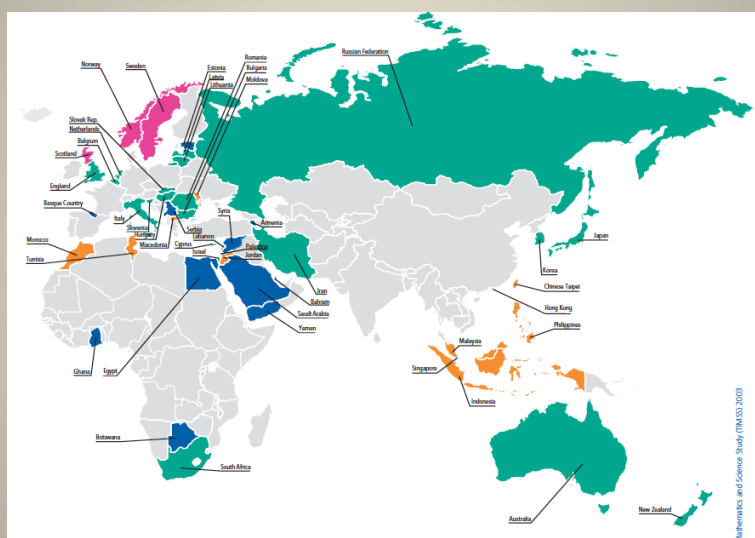 Norway
Sweden
Estonia
Latvia
Lithuania
Romania
Bulgaria
Moldova
Russian Federation
Slovak Rep.
Netherlands
Belgium
Scotland
England
Basque Country
Italy
Slovenia
Hungary
Macedonia
Serbia
Lebanon
Cyprus
Israel
Syria
Armenia
Palestine
Jordan
Morocco
Tunisia
Iran
Bahrain
Saudi Arabia
Yemen
Ghana
Egypt
Botswana
South Africa
Japan
Korea
Chinese Taipei
Hong Kong
Philippines
Malaysia
Singapore
Indonesia
Australia
New Zealand
Mathematics and Science Study (TIMSS) 2003